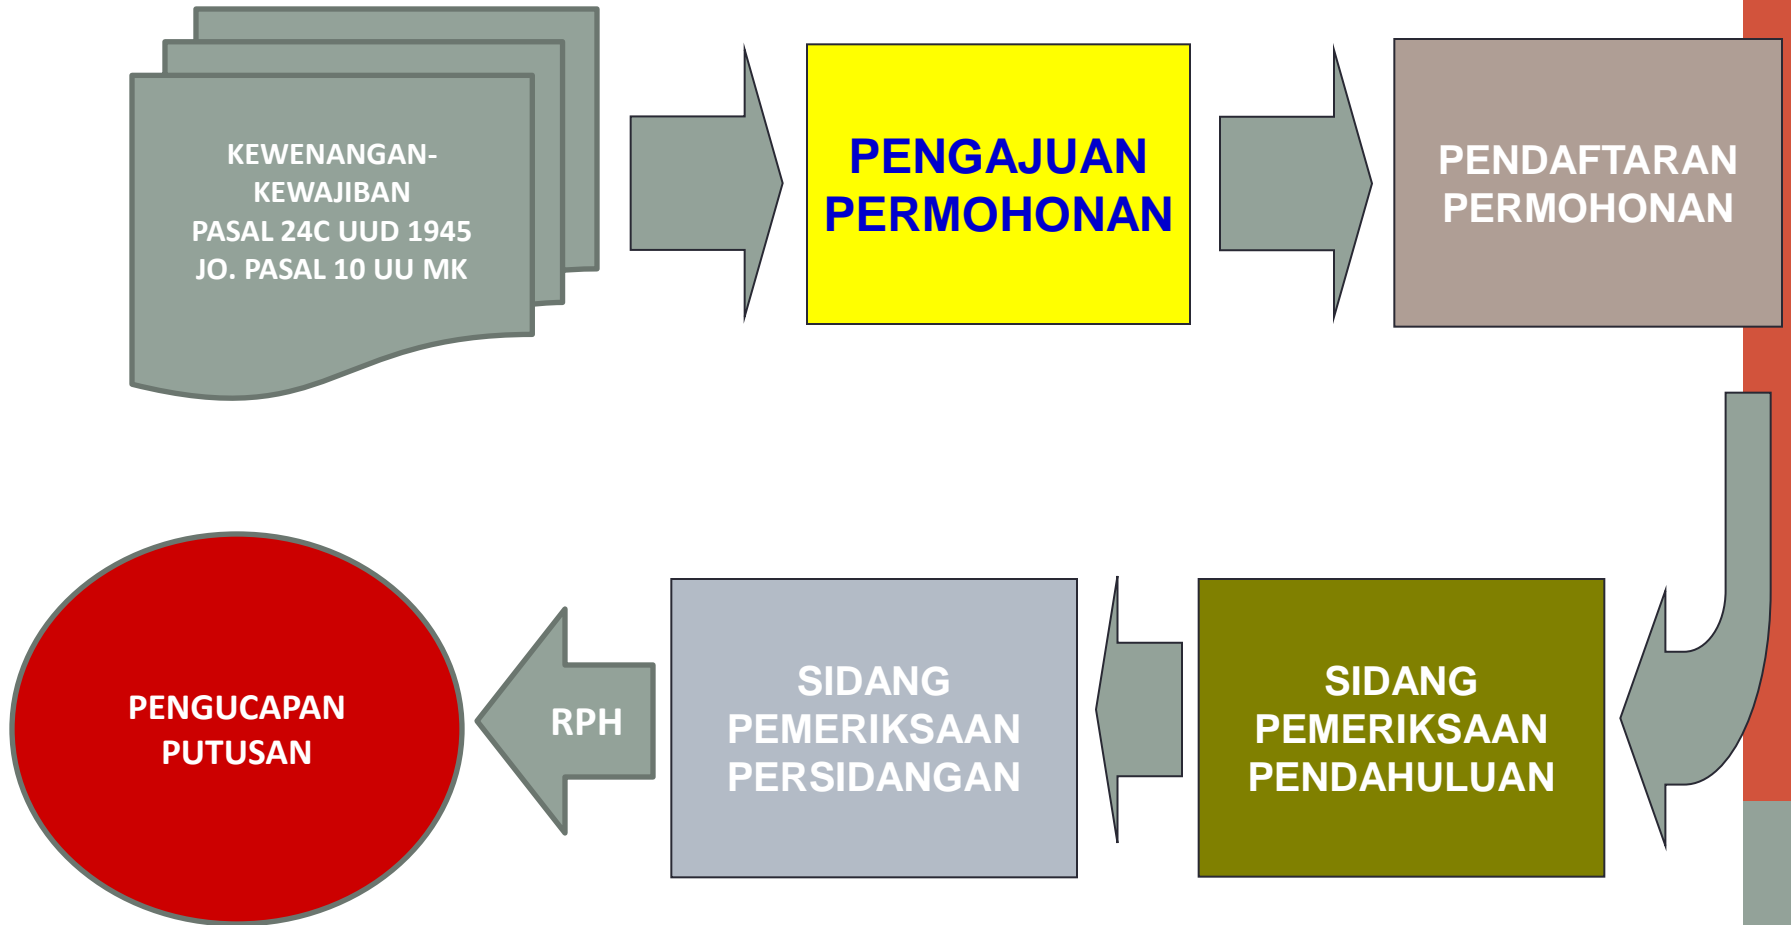 KEWENANGAN-
KEWAJIBAN
PASAL 24C UUD 1945
JO. PASAL 10 UU MK
PENGAJUAN
PERMOHONAN
PENDAFTARAN
PERMOHONAN
SIDANG
PEMERIKSAAN
PENDAHULUAN
SIDANG
PEMERIKSAAN
PERSIDANGAN
RPH
PENGUCAPAN
PUTUSAN